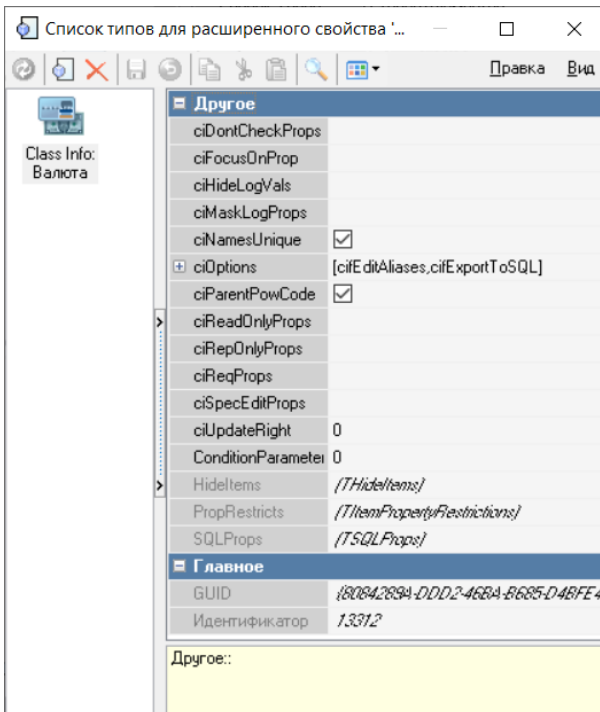 Список типов для расширенного свойства '...
Правка Вид
Class Info:
Валюта
Другое
ciDontCheckProps
ciFocusOnProp
ciHideLogVals
ciMaskLogProps
ciNamesUnique
ciOptions [cifEditAliases,cifExportToSQL]
ciParentPowCode
ciReadOnlyProps
ciRepOnlyProps
ciReqProps
ciSpecEditProps
ciUpdateRight 0
ConditionParameter 0
HideItems (THideItems)
PropRestricts (TItemPropertyRestrictions)
SQLProps (TSQLProps)
Главное
GUID {8084289A-DDD2-46BA-B685-D4BFE4
Идентификатор 13312
Другое::